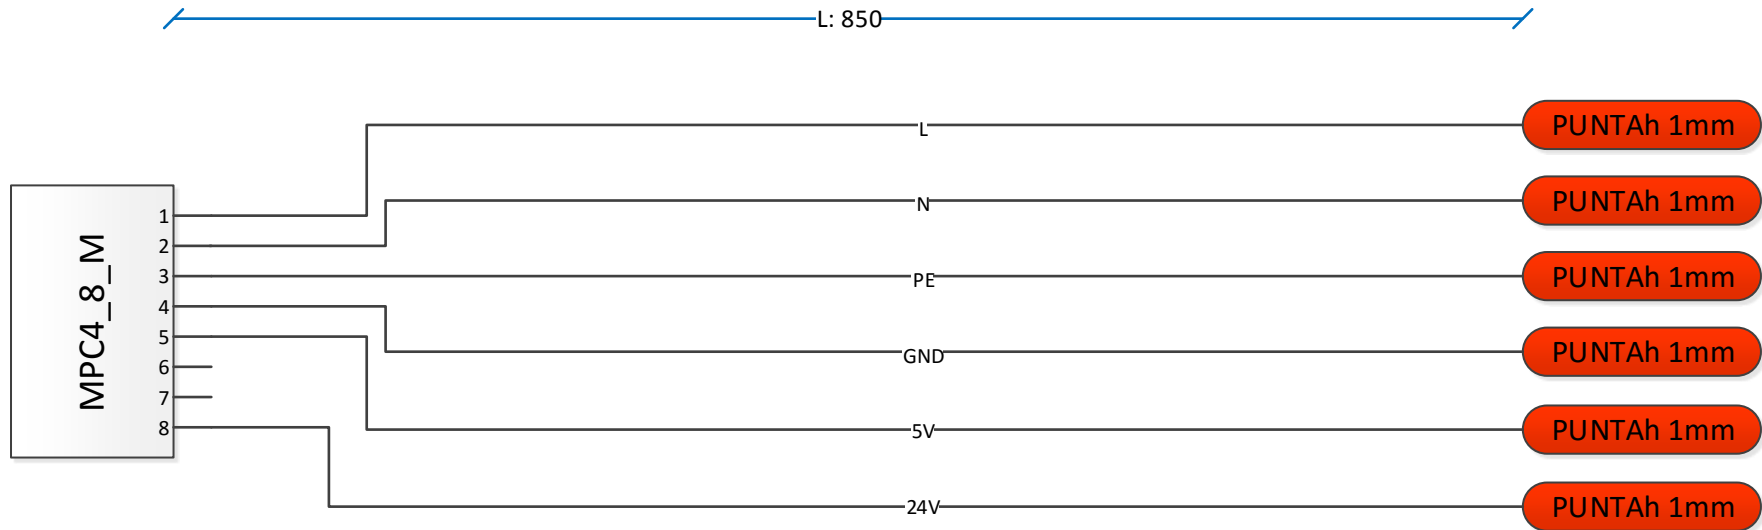 L: 850
L
PUNTAh 1mm
N
PUNTAh 1mm
PE
PUNTAh 1mm
GND
PUNTAh 1mm
5V
PUNTAh 1mm
24V
PUNTAh 1mm
MPC4_8_M
1
2
3
4
5
6
7
8